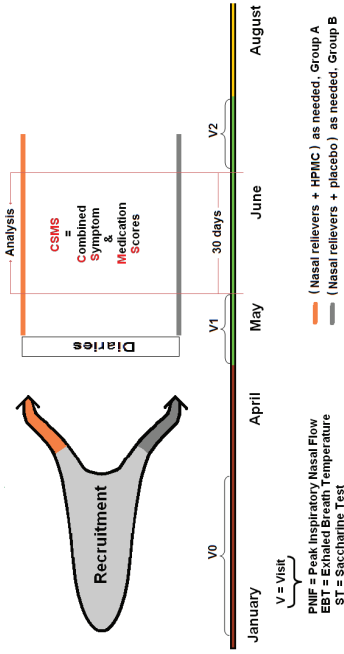 Analysis
CSMS
=
Combined
Symptom
&
Medication
Scores
30 days
Diaries
Recruitment
V0
V1
V2
January
April
May
June
August
V = Visit
PNIF = Peak Inspiratory Nasal Flow
EBT = Exhaled Breath Temperature
ST = Saccharine Test
(Nasal relievers + HPMC) as needed, Group A
(Nasal relievers + placebo) as needed, Group B